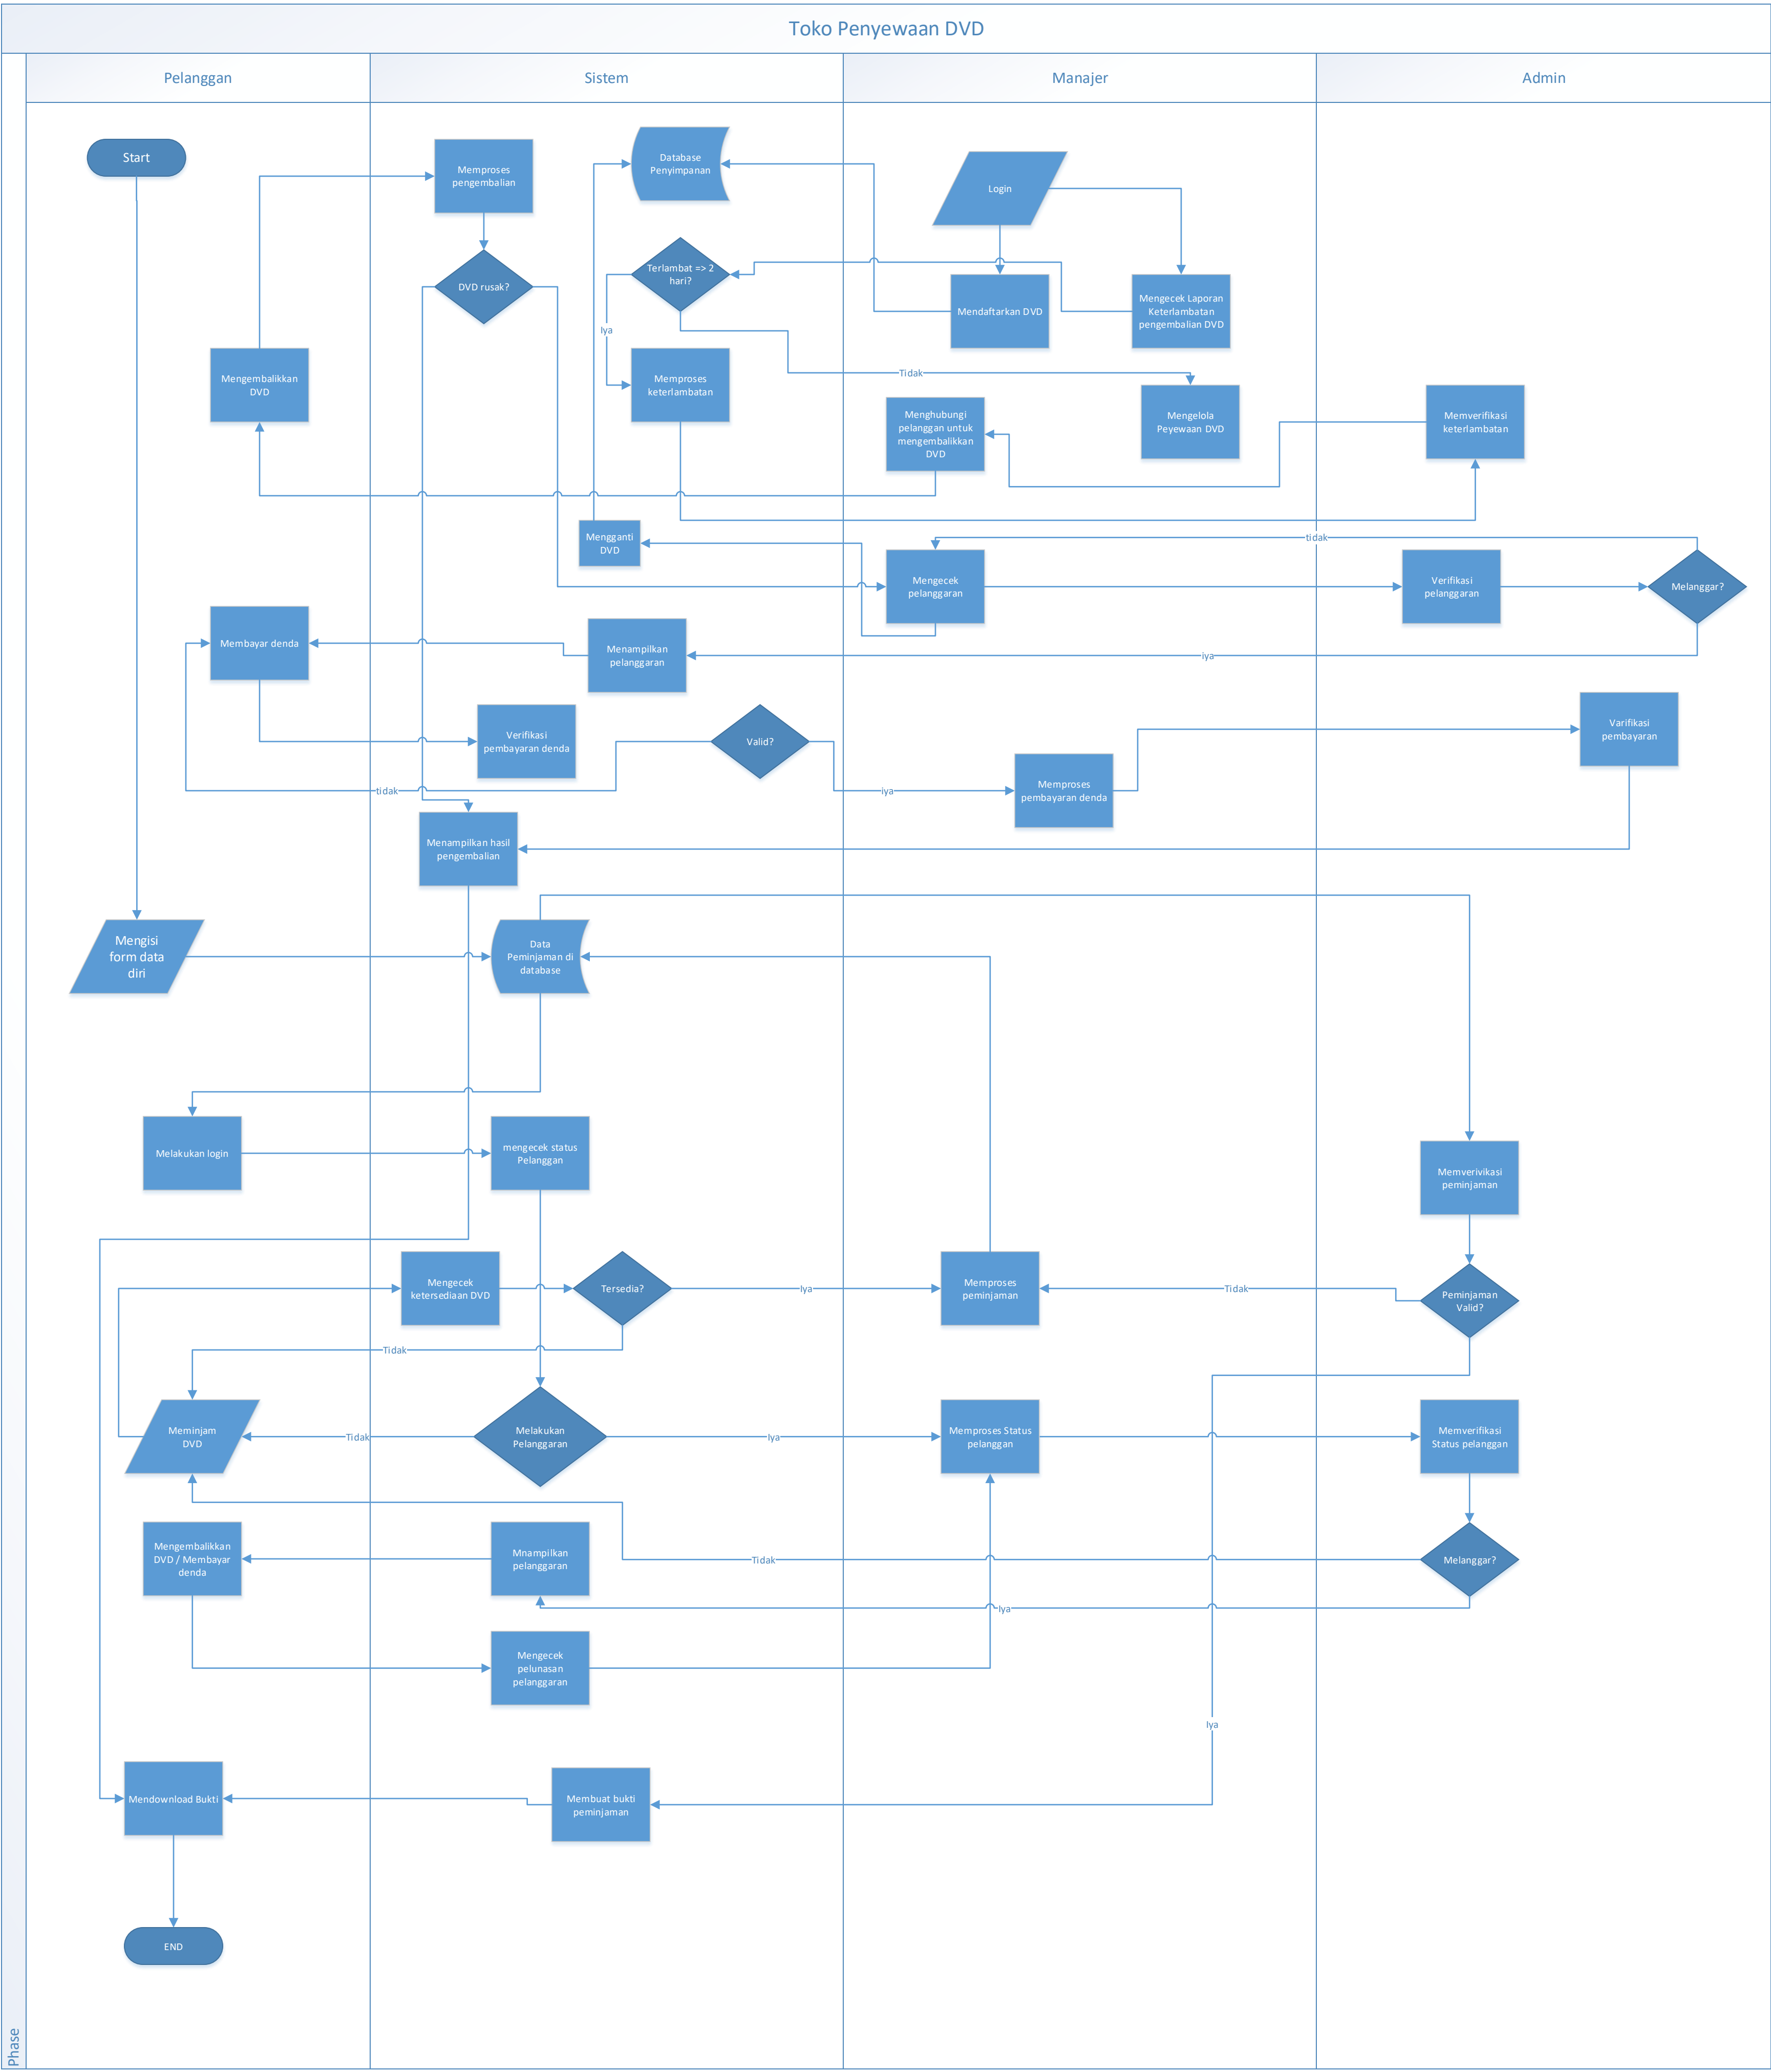 Toko Penyewaan DVD
Pelanggan
Sistem
Manajer
Admin
Start
Memproses
pengembalian
Database
Penyimpanan
Login
DVD rusak?
Terlambat => 2
hari?
Mendaftarkan DVD
Mengecek Laporan
Keterlambatan
pengembalian DVD
Iya
Tidak
Mengembalikkan
DVD
Memproses
keterlambatan
Menghubungi
pelanggan untuk
mengembalikkan
DVD
Mengelola
Peyewaan DVD
Memverifikasi
keterlambatan
Mengganti
DVD
tidak
Mengecek
pelanggaran
Verifikasi
pelanggaran
Melanggar?
Membayar denda
Menampilkan
pelanggaran
iya
Verifikasi
pembayaran denda
Valid?
Varifikasi
pembayaran
tidak
iya
Memproses
pembayaran denda
Menampilkan hasil
pengembalian
Mengisi
form data
diri
Data
Peminjaman di
database
Melakukan login
mengecek status
Pelanggan
Memverivikasi
peminjaman
Mengecek
ketersediaan DVD
Tersedia?
Iya
Memproses
peminjaman
Tidak
Peminjaman
Valid?
Tidak
Meminjam
DVD
Tidak
Melakukan
Pelanggaran
Iya
Memproses Status
pelanggan
Memverifikasi
Status pelanggan
Mengembalikkan
DVD / Membayar
denda
Mnampilkan
pelanggaran
Tidak
Melanggar?
Iya
Mengecek
pelunasan
pelanggaran
Iya
Mendownload Bukti
Membuat bukti
peminjaman
END
Phase